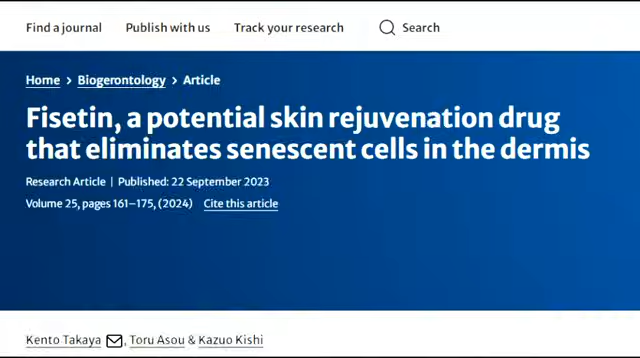 Find a journal Publish with us Track your research Search
Home > Biogerontology > Article
Fisetin, a potential skin rejuvenation drug
that eliminates senescent cells in the dermis
Research Article | Published: 22 September 2023
Volume 25, pages 161–175, (2024) Cite this article
Kento Takaya, Toru Asou & Kazuo Kishi